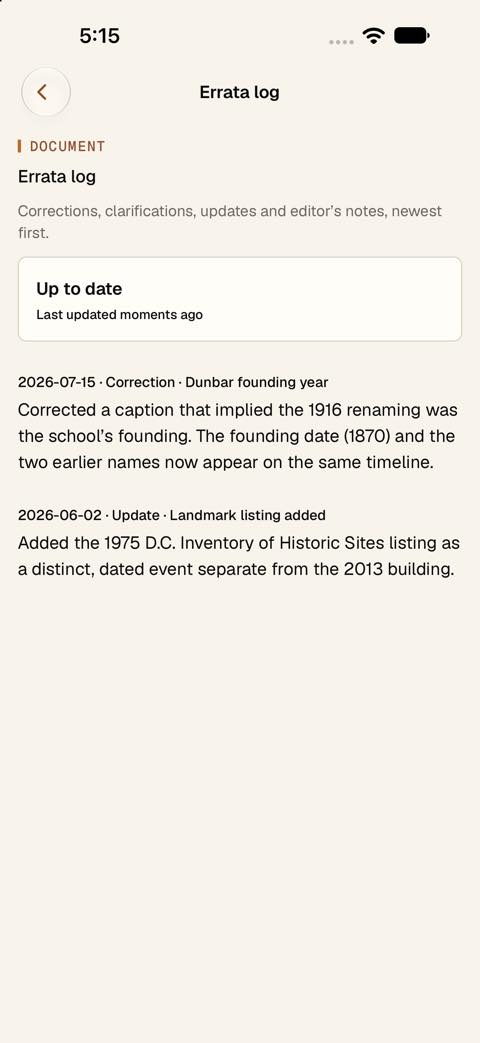 5:15
Errata log
DOCUMENT
Errata log
Corrections, clarifications, updates and editor’s notes, newest
first.
Up to date
Last updated moments ago
2026-07-15 · Correction · Dunbar founding year
Corrected a caption that implied the 1916 renaming was
the school’s founding. The founding date (1870) and the
two earlier names now appear on the same timeline.
2026-06-02 · Update · Landmark listing added
Added the 1975 D.C. Inventory of Historic Sites listing as
a distinct, dated event separate from the 2013 building.